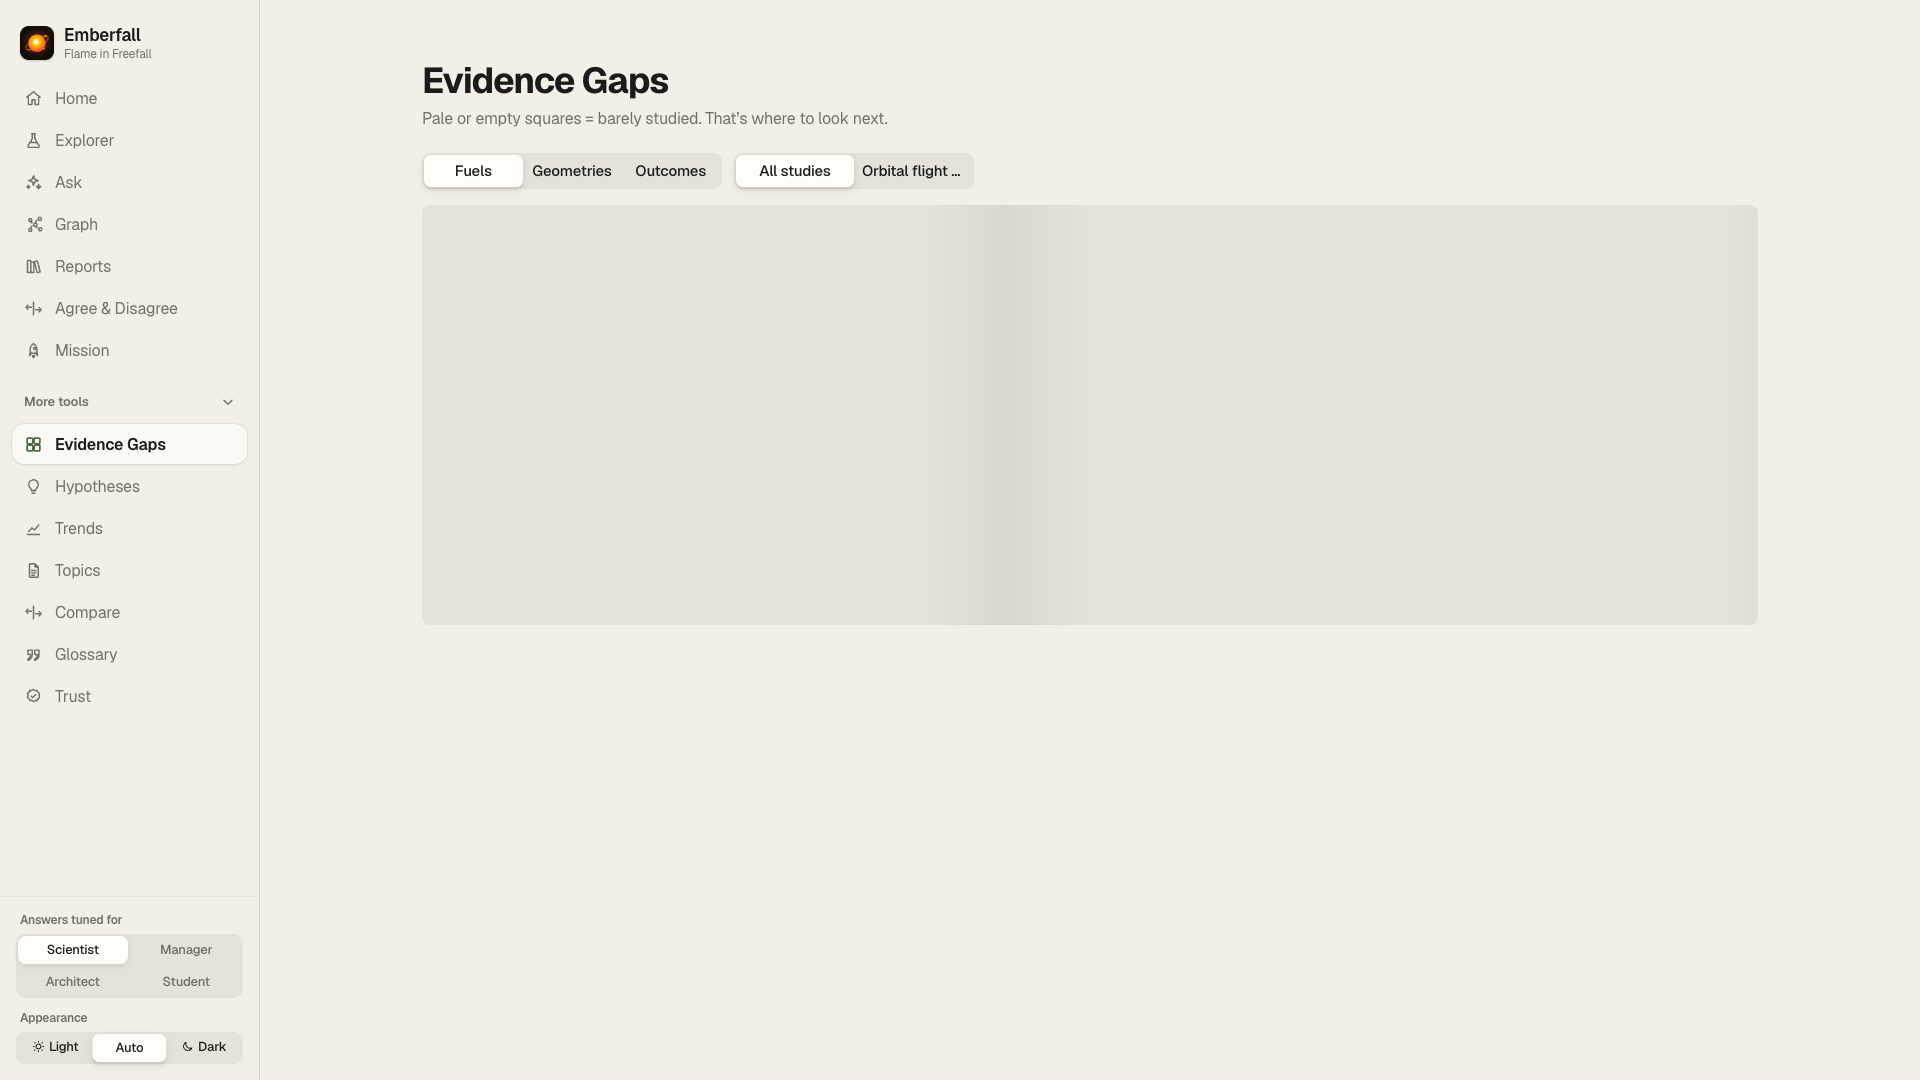 Emberfall
Flame in Freefall
Home
Explorer
Ask
Graph
Reports
Agree & Disagree
Mission
More tools
Evidence Gaps
Hypotheses
Trends
Topics
Compare
Glossary
Trust
Answers tuned for
Scientist Manager
Architect Student
Appearance
Light Auto Dark
Evidence Gaps
Pale or empty squares = barely studied. That’s where to look next.
Fuels Geometries Outcomes All studies Orbital flight ...